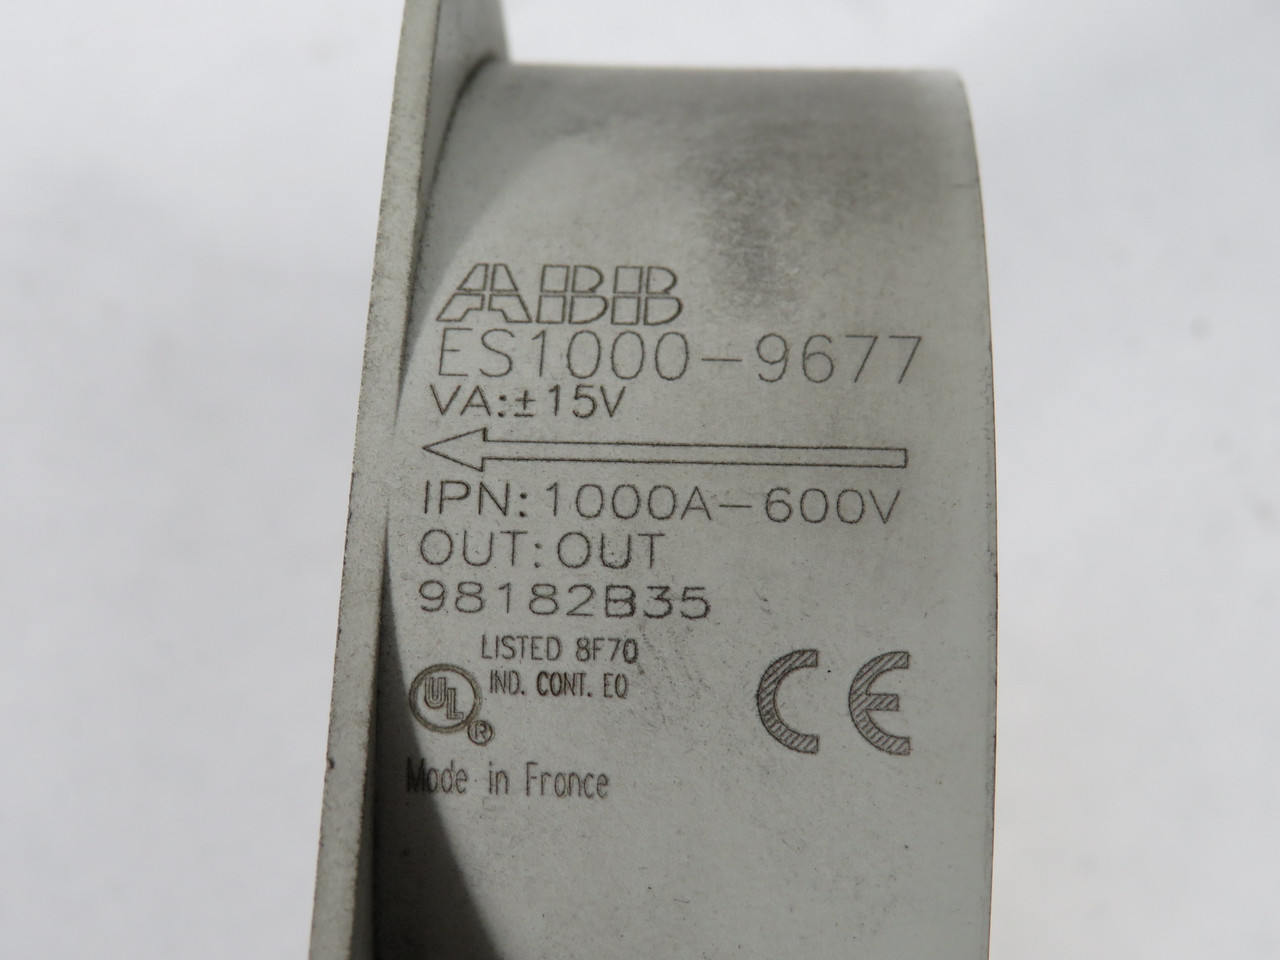 ABB
ES1000-9677
VA:±15V
IPN:1000A-600V
OUT:OUT
98182B35
LISTED 8F70
IND. CONT. EQ
UL®
CE
Made in France